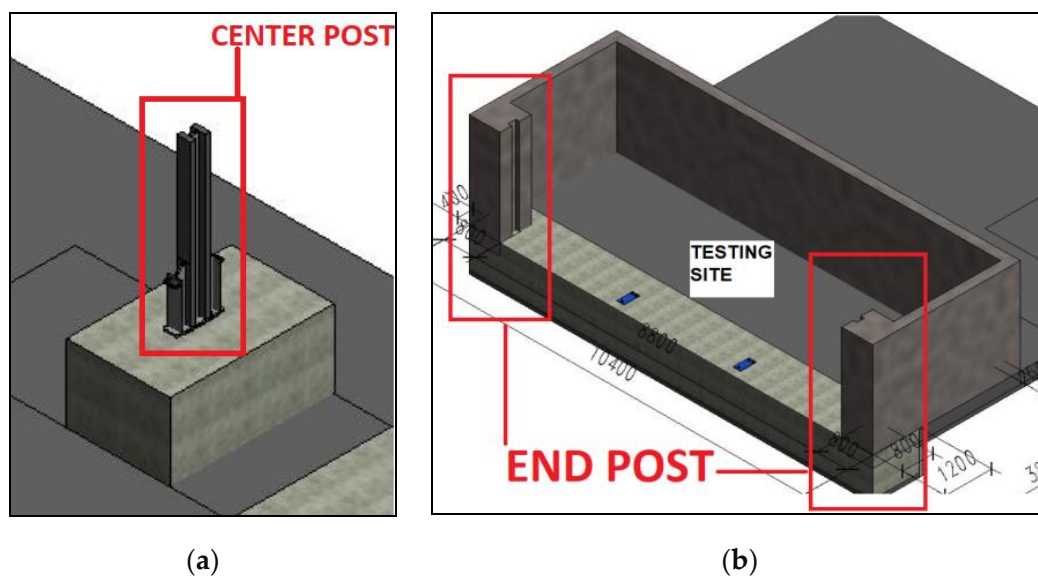 CENTER POST
TESTING
SITE
400
800
8800
10400
800
800
1200
END POST
(a)
(b)